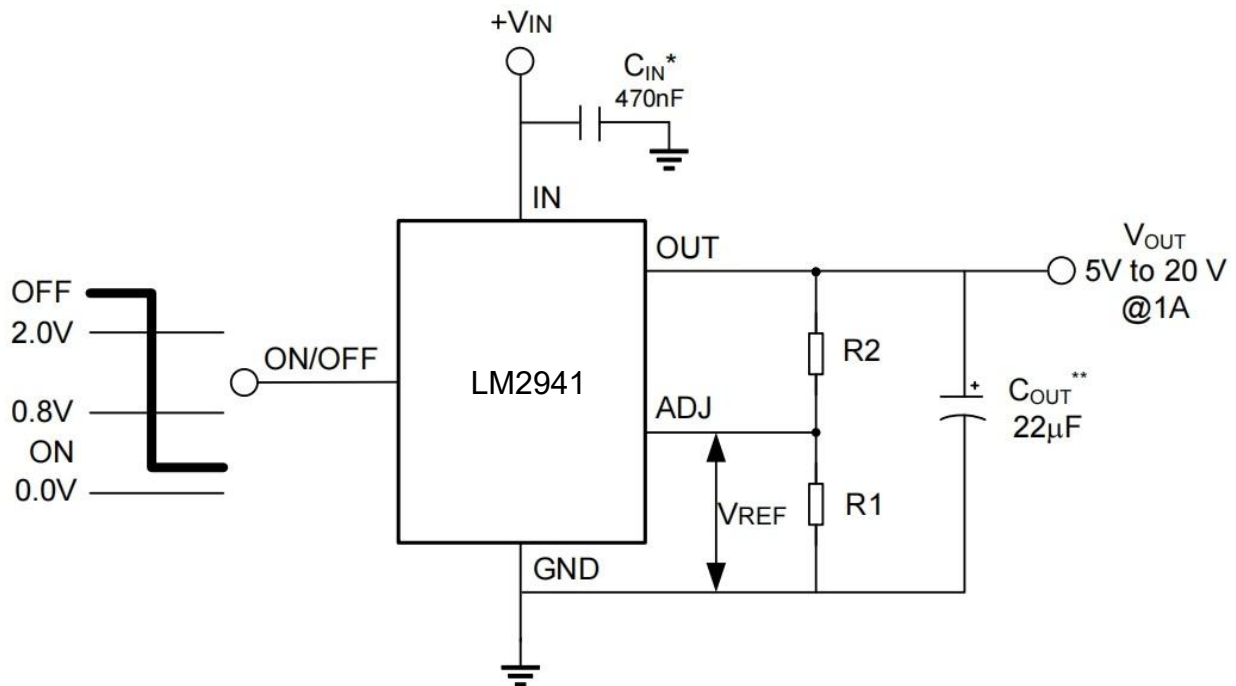 +VIN
CIN*
470nF
IN
OUT
VOUT
5V to 20 V
@1A
OFF
2.0V
ON/OFF
0.8V
ON
0.0V
LM2941
R2
ADJ
COUT**
+
22μF
VREF
R1
GND